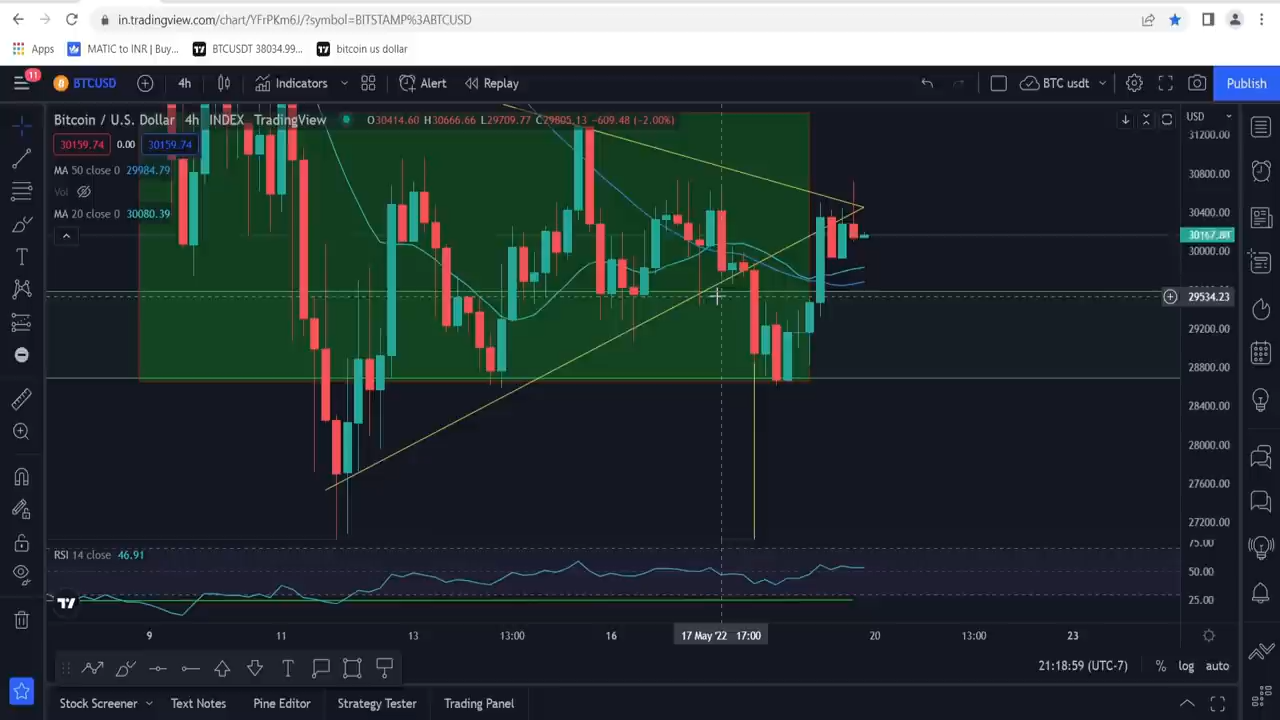 in.tradingview.com/chart/YFrPKm6J/?symbol=BITSTAMP%3ABTCUSD
Apps MATIC to INR | Buy... BTCUSDT 38034.99... bitcoin us dollar
11
BTCUSD 4h Indicators Alert Replay BTC usdt Publish
Bitcoin / U.S. Dollar 4h INDEX TradingView O30414.60 H30666.66 L29709.77 C29805.13 -609.48 (-2.00%) USD
31200.00
30159.74 0.00 30159.74
MA 50 close 0 29984.79
30800.00
Vol
MA 20 close 0 30080.39
30400.00
30000.00
29534.23
29200.00
28800.00
28400.00
28000.00
27600.00
27200.00
75.00
RSI 14 close 46.91
50.00
25.00
9 11 13 13:00 16 17 May '22 17:00 20 13:00 23
21:18:59 (UTC-7) % log auto
Stock Screener Text Notes Pine Editor Strategy Tester Trading Panel